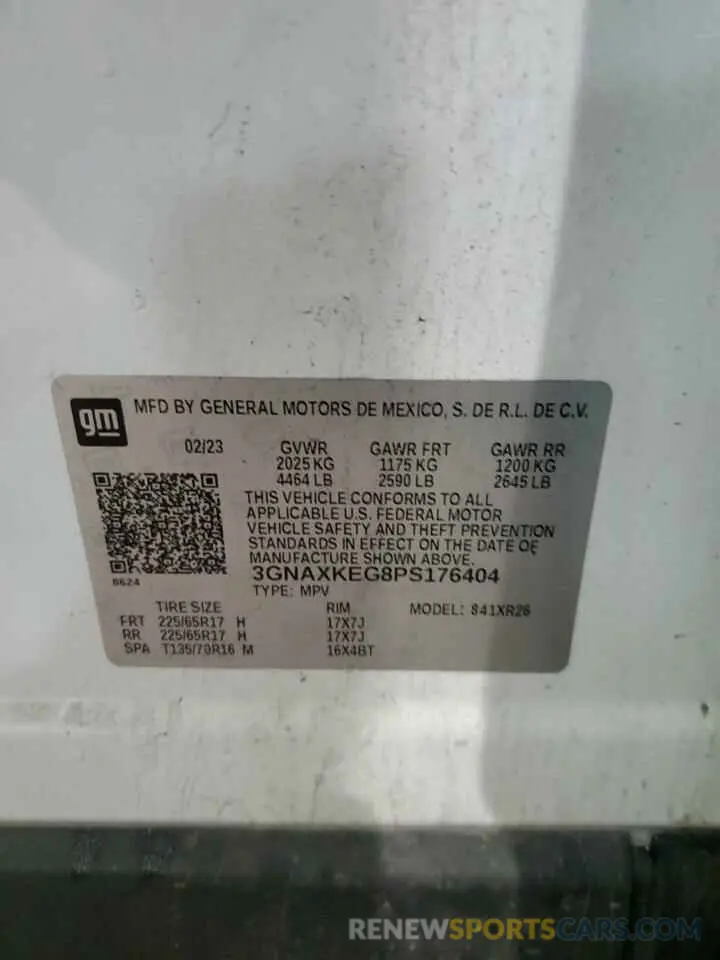 gm MFD BY GENERAL MOTORS DE MEXICO, S. DE R.L. DE C.V.
02/23 GVWR GAWR FRT GAWR RR
2025 KG 1175 KG 1200 KG
4464 LB 2590 LB 2645 LB
THIS VEHICLE CONFORMS TO ALL
APPLICABLE U.S. FEDERAL MOTOR
VEHICLE SAFETY AND THEFT PREVENTION
STANDARDS IN EFFECT ON THE DATE OF
MANUFACTURE SHOWN ABOVE.
8624 3GNAXKEG8PS176404
TYPE: MPV
TIRE SIZE RIM MODEL: 841XR26
FRT 225/65R17 H 17X7J
RR 225/65R17 H 17X7J
SPA T135/70R16 M 16X4BT
RENEWSPORTSCARS.COM